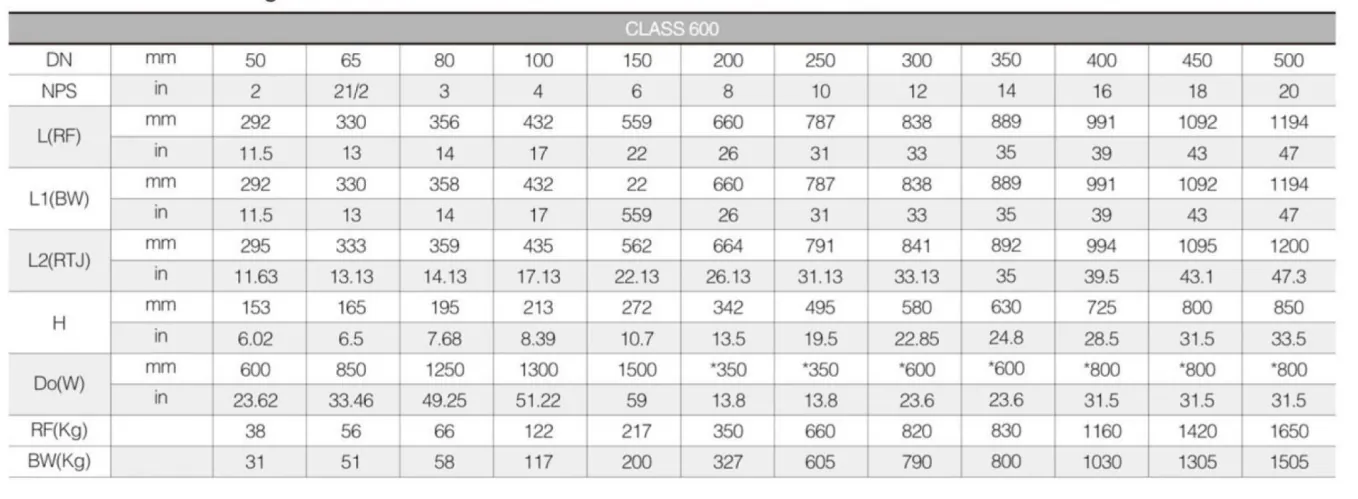 CLASS 600
DN mm 50 65 80 100 150 200 250 300 350 400 450 500
NPS in 2 21/2 3 4 6 8 10 12 14 16 18 20
L(RF) mm 292 330 356 432 559 660 787 838 889 991 1092 1194
in 11.5 13 14 17 22 26 31 33 35 39 43 47
L1(BW) mm 292 330 358 432 22 660 787 838 889 991 1092 1194
in 11.5 13 14 17 559 26 31 33 35 39 43 47
L2(RTJ) mm 295 333 359 435 562 664 791 841 892 994 1095 1200
in 11.63 13.13 14.13 17.13 22.13 26.13 31.13 33.13 35 39.5 43.1 47.3
H mm 153 165 195 213 272 342 495 580 630 725 800 850
in 6.02 6.5 7.68 8.39 10.7 13.5 19.5 22.85 24.8 28.5 31.5 33.5
Do(W) mm 600 850 1250 1300 1500 *350 *350 *600 *600 *800 *800 *800
in 23.62 33.46 49.25 51.22 59 13.8 13.8 23.6 23.6 31.5 31.5 31.5
RF(Kg) 38 56 66 122 217 350 660 820 830 1160 1420 1650
BW(Kg) 31 51 58 117 200 327 605 790 800 1030 1305 1505